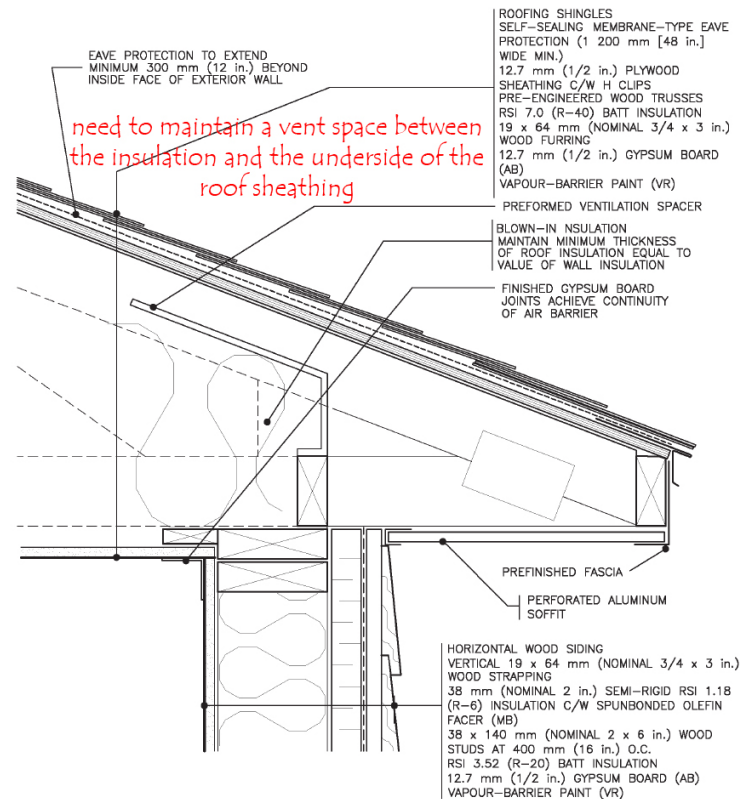 EAVE PROTECTION TO EXTEND
MINIMUM 300 mm (12 in.) BEYOND
INSIDE FACE OF EXTERIOR WALL
need to maintain a vent space between
the insulation and the underside of the
roof sheathing
ROOFING SHINGLES
SELF-SEALING MEMBRANE-TYPE EAVE
PROTECTION (1 200 mm [48 in.]
WIDE MIN.)
12.7 mm (1/2 in.) PLYWOOD
SHEATHING C/W H CLIPS
PRE-ENGINEERED WOOD TRUSSES
RSI 7.0 (R-40) BATT INSULATION
19 x 64 mm (NOMINAL 3/4 x 3 in.)
WOOD FURRING
12.7 mm (1/2 in.) GYPSUM BOARD
(AB)
VAPOUR-BARRIER PAINT (VR)
PREFORMED VENTILATION SPACER
BLOWN-IN NSULATION
MAINTAIN MINIMUM THICKNESS
OF ROOF INSULATION EQUAL TO
VALUE OF WALL INSULATION
FINISHED GYPSUM BOARD
JOINTS ACHIEVE CONTINUITY
OF AIR BARRIER
PREFINISHED FASCIA
PERFORATED ALUMINUM
SOFFIT
HORIZONTAL WOOD SIDING
VERTICAL 19 x 64 mm (NOMINAL 3/4 x 3 in.)
WOOD STRAPPING
38 mm (NOMINAL 2 in.) SEMI-RIGID RSI 1.18
(R-6) INSULATION C/W SPUNBONDED OLEFIN
FACER (MB)
38 x 140 mm (NOMINAL 2 x 6 in.) WOOD
STUDS AT 400 mm (16 in.) O.C.
RSI 3.52 (R-20) BATT INSULATION
12.7 mm (1/2 in.) GYPSUM BOARD (AB)
VAPOUR-BARRIER PAINT (VR)